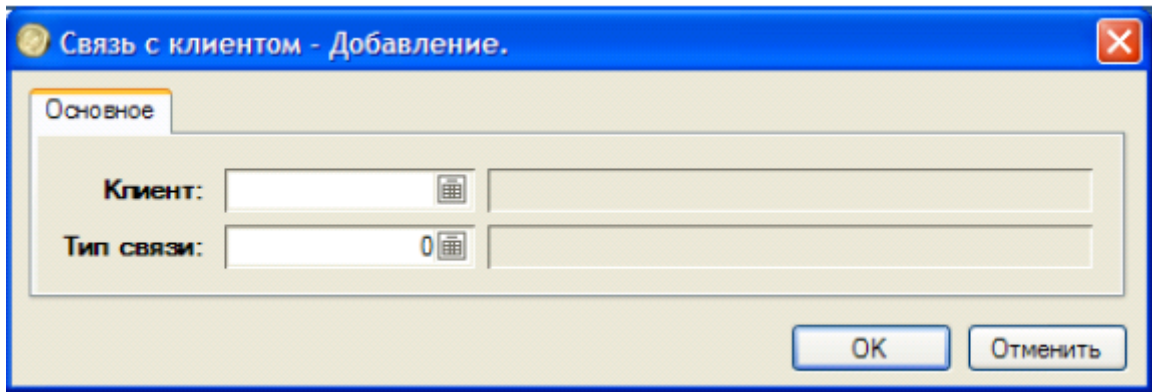 Связь с клиентом - Добавление.
Основное
Клиент:
Тип связи: 0
OK Отменить